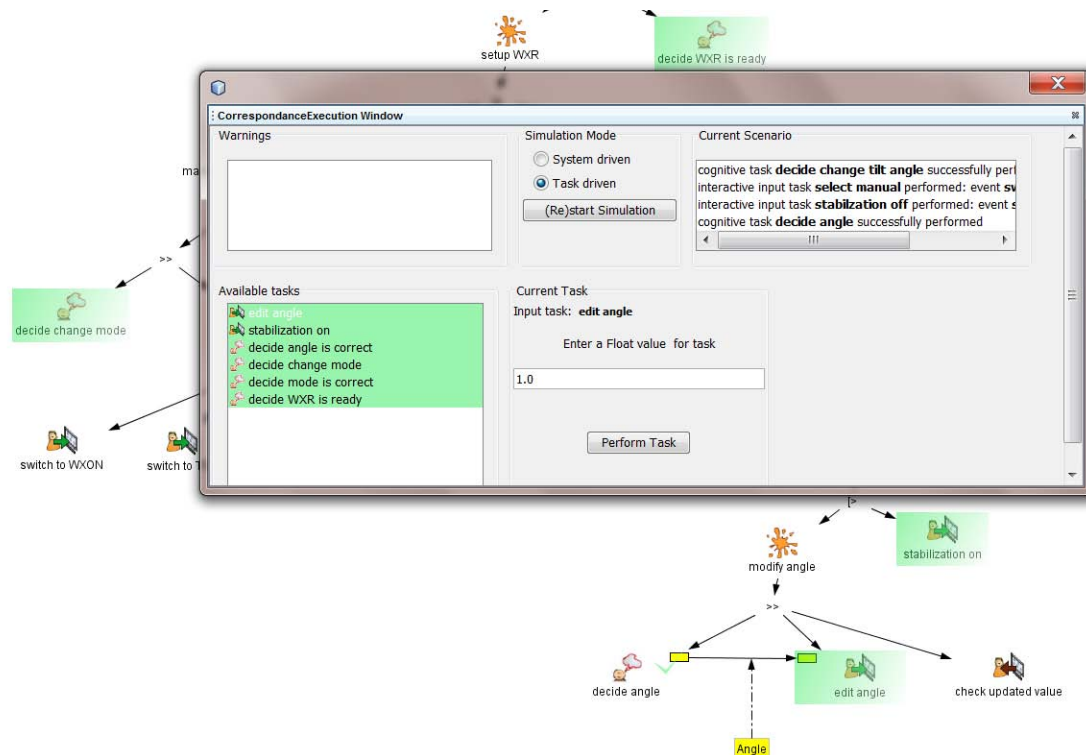 setup WXR
decide WXR is ready
CorrespondanceExecution Window
Warnings
Simulation Mode
System driven
Task driven
(Re)start Simulation
Current Scenario
cognitive task decide change tilt angle successfully perf
interactive input task select manual performed: event sw
interactive input task stabilzation off performed: event s
cognitive task decide angle successfully performed
ma
>>
decide change mode
Available tasks
edit angle
stabilization on
decide angle is correct
decide change mode
decide mode is correct
decide WXR is ready
Current Task
Input task: edit angle
Enter a Float value for task
1.0
Perform Task
switch to WXON
switch to T
[>
stabilization on
modify angle
>>
decide angle
edit angle
check updated value
Angle